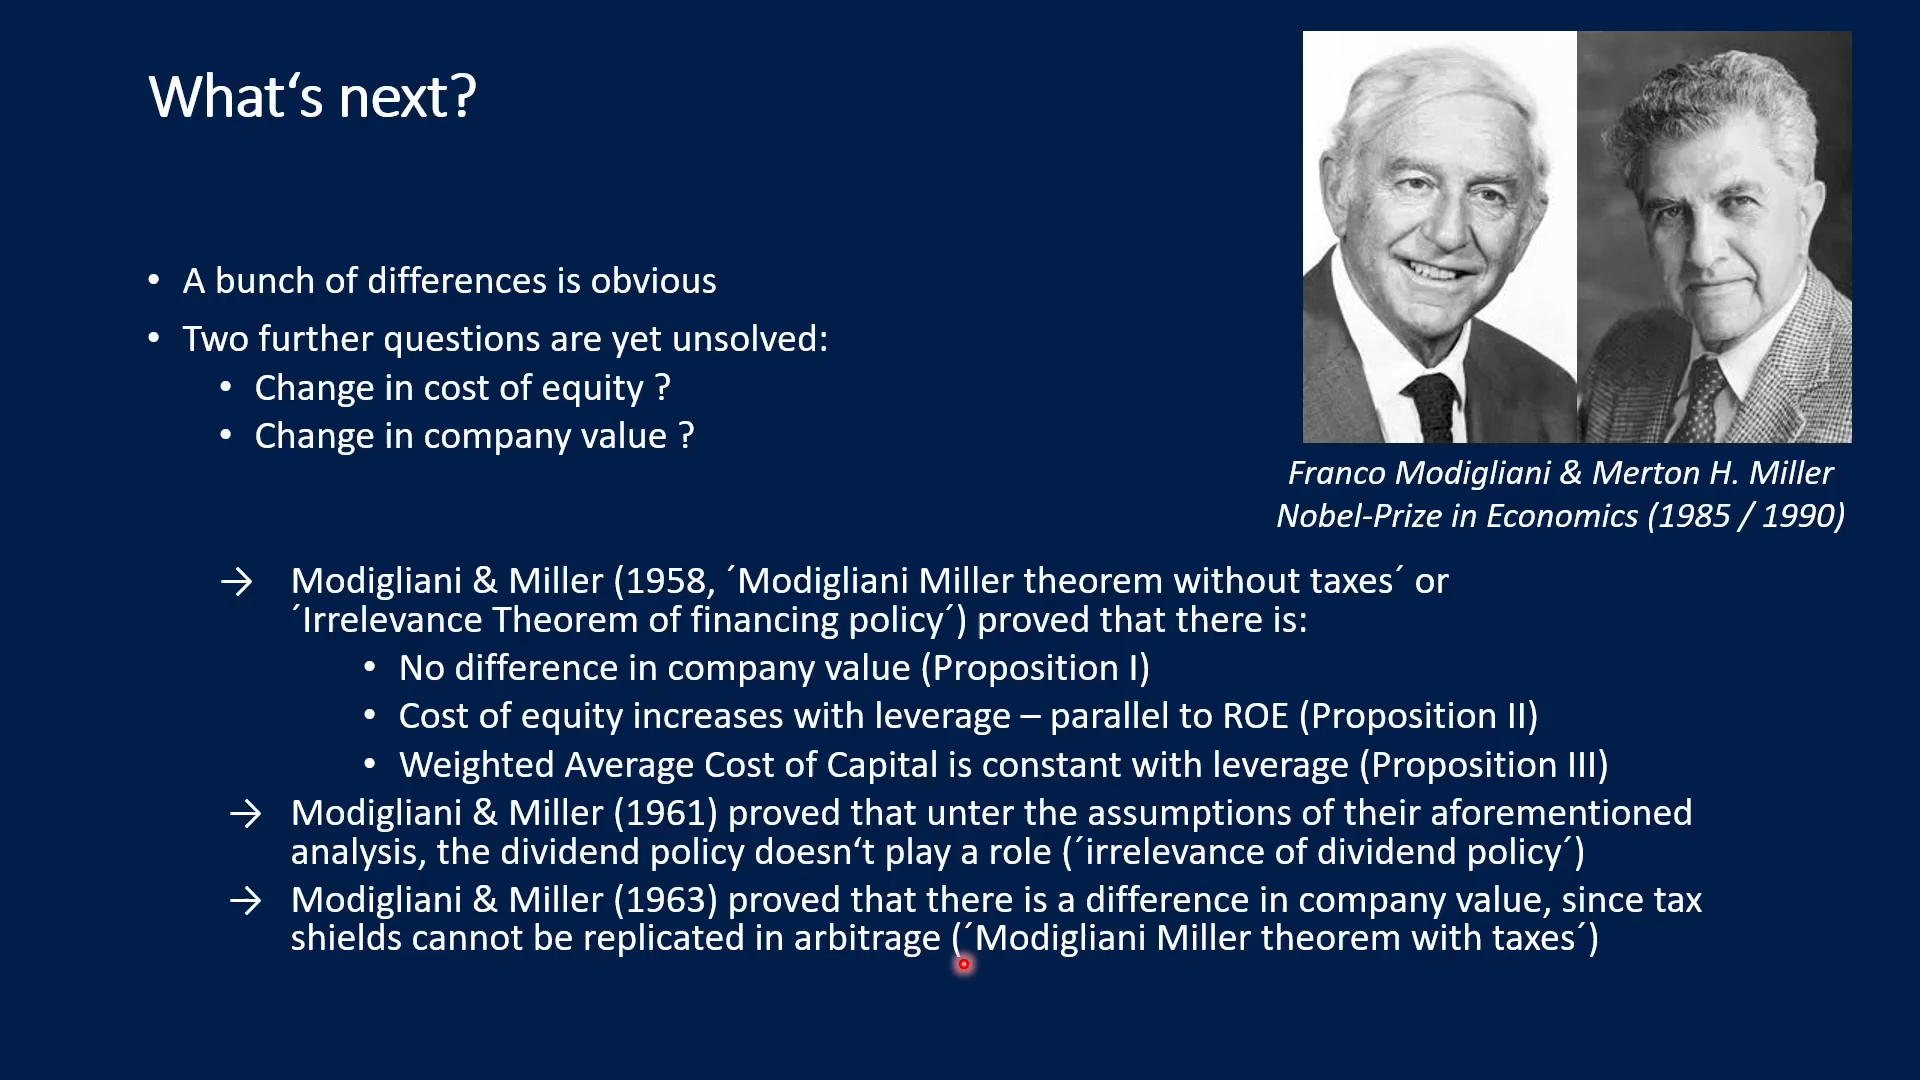 What‘s next?
• A bunch of differences is obvious
• Two further questions are yet unsolved:
• Change in cost of equity ?
• Change in company value ?
Franco Modigliani & Merton H. Miller
Nobel-Prize in Economics (1985 / 1990)
→ Modigliani & Miller (1958, ´Modigliani Miller theorem without taxes´ or
´Irrelevance Theorem of financing policy´) proved that there is:
• No difference in company value (Proposition I)
• Cost of equity increases with leverage – parallel to ROE (Proposition II)
• Weighted Average Cost of Capital is constant with leverage (Proposition III)
→ Modigliani & Miller (1961) proved that unter the assumptions of their aforementioned
analysis, the dividend policy doesn‘t play a role (´irrelevance of dividend policy´)
→ Modigliani & Miller (1963) proved that there is a difference in company value, since tax
shields cannot be replicated in arbitrage (´Modigliani Miller theorem with taxes´)